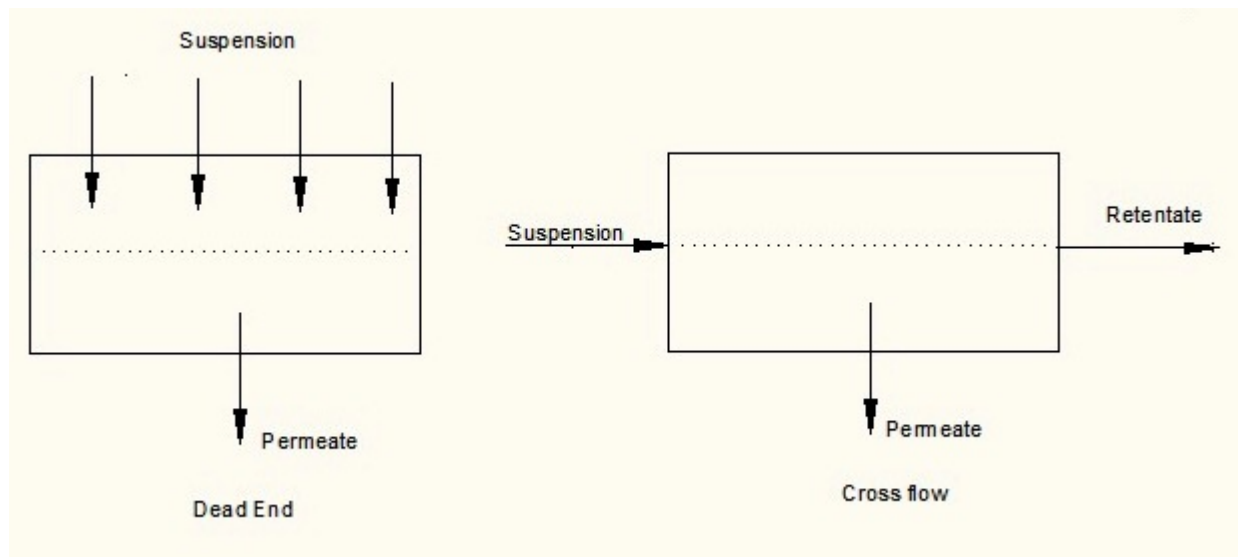 Suspension
Permeate
Dead End
Suspension
Retentate
Permeate
Cross flow